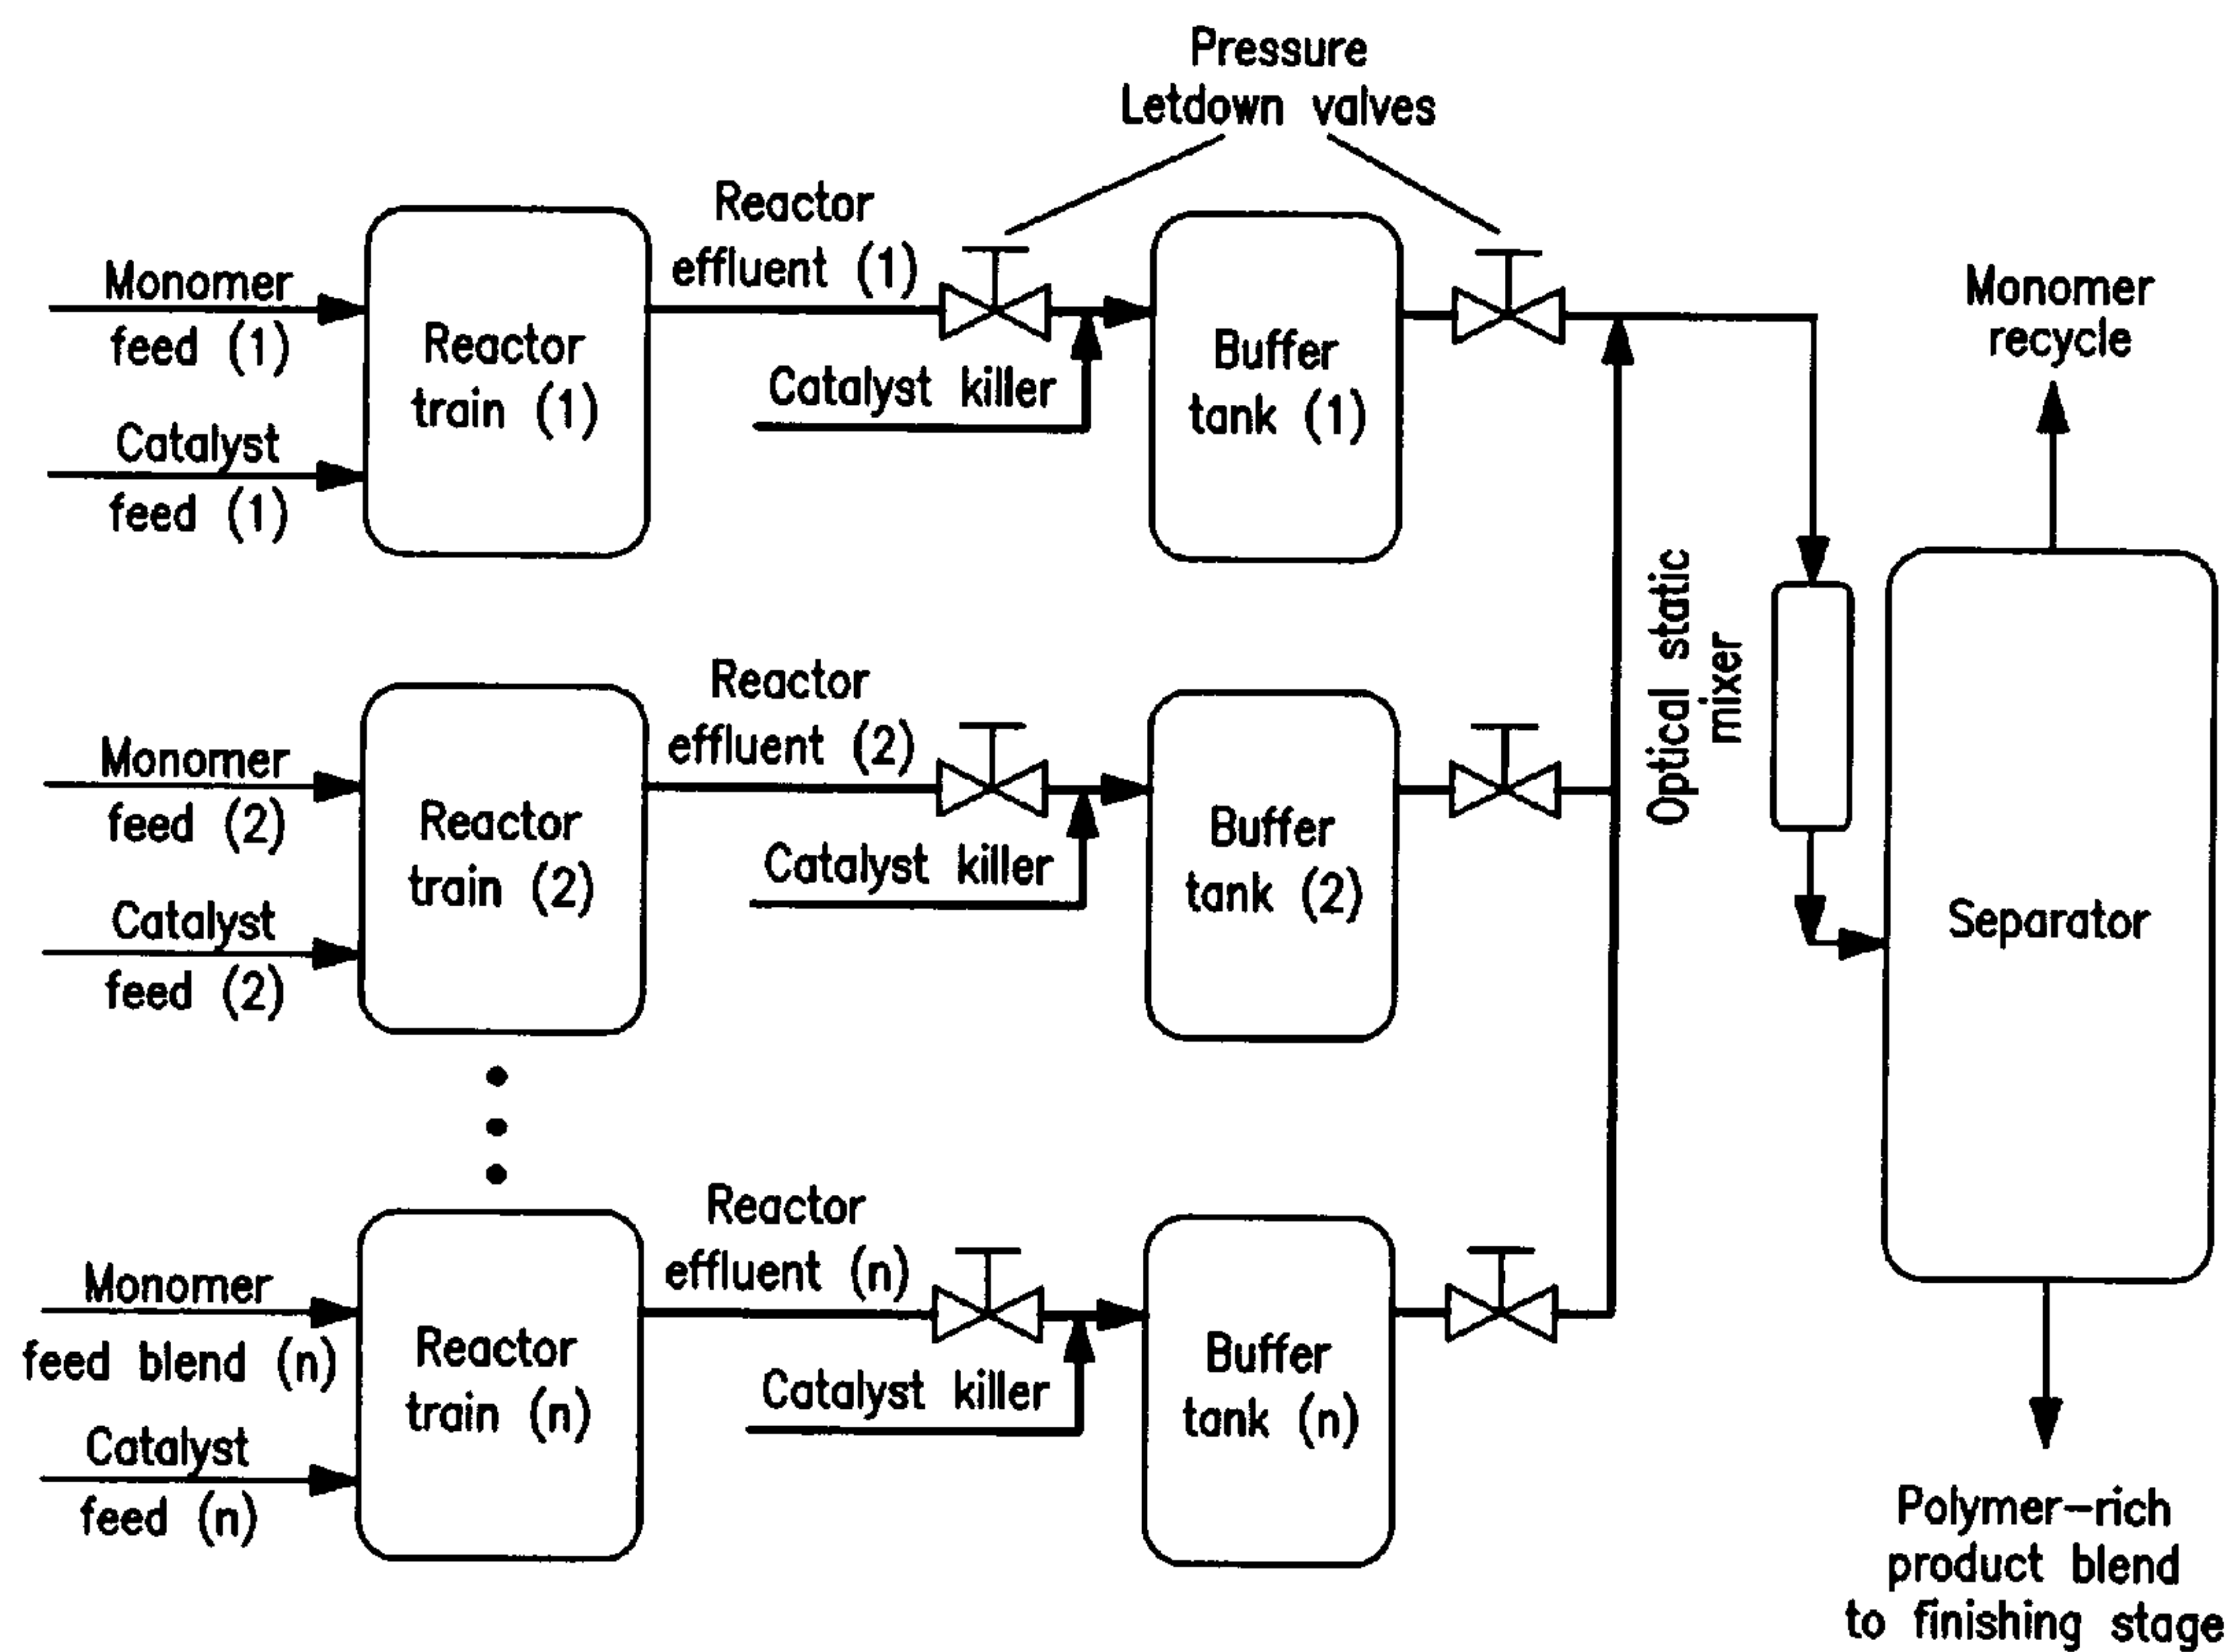 Pressure
Letdown valves
Reactor
effluent (1)
Monomer
feed (1)
Catalyst
feed (1)
Reactor
train (1)
Catalyst killer
Buffer
tank (1)
Monomer
recycle
Optical static
mixer
Reactor
effluent (2)
Monomer
feed (2)
Catalyst
feed (2)
Reactor
train (2)
Catalyst killer
Buffer
tank (2)
Separator
Reactor
effluent (n)
Monomer
feed blend (n)
Catalyst
feed (n)
Reactor
train (n)
Catalyst killer
Buffer
tank (n)
Polymer-rich
product blend
to finishing stage